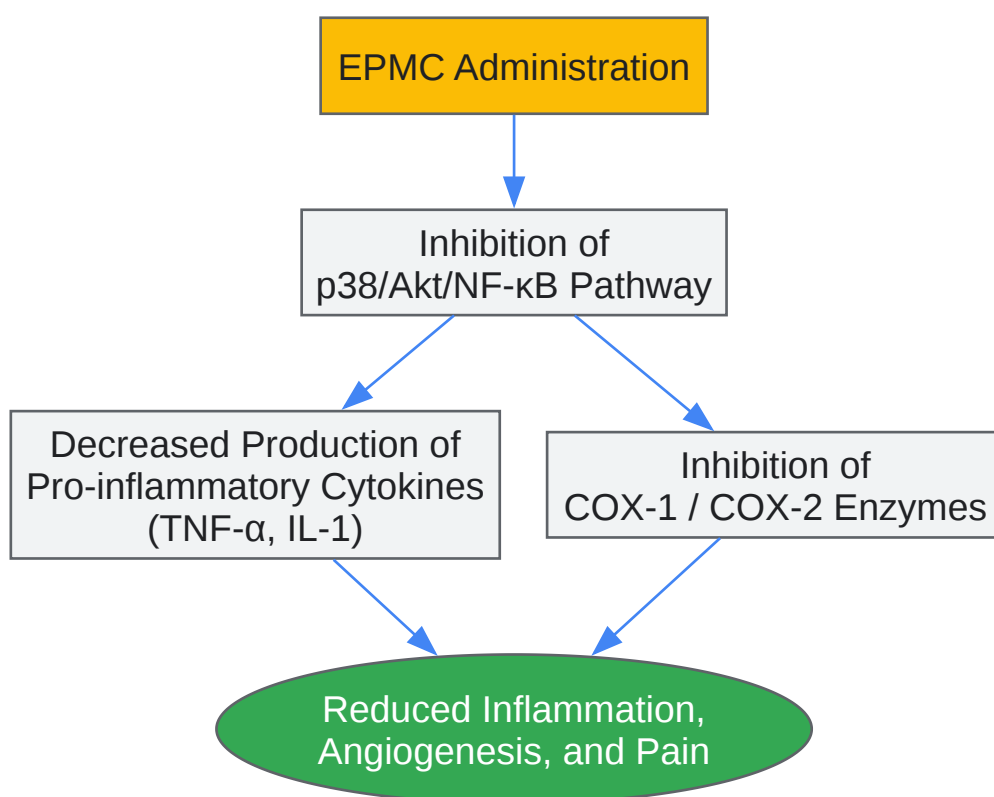 EPMC Administration
Inhibition of
p38/Akt/NF-κB Pathway
Decreased Production of
Pro-inflammatory Cytokines
(TNF-α, IL-1)
Inhibition of
COX-1 / COX-2 Enzymes
Reduced Inflammation,
Angiogenesis, and Pain